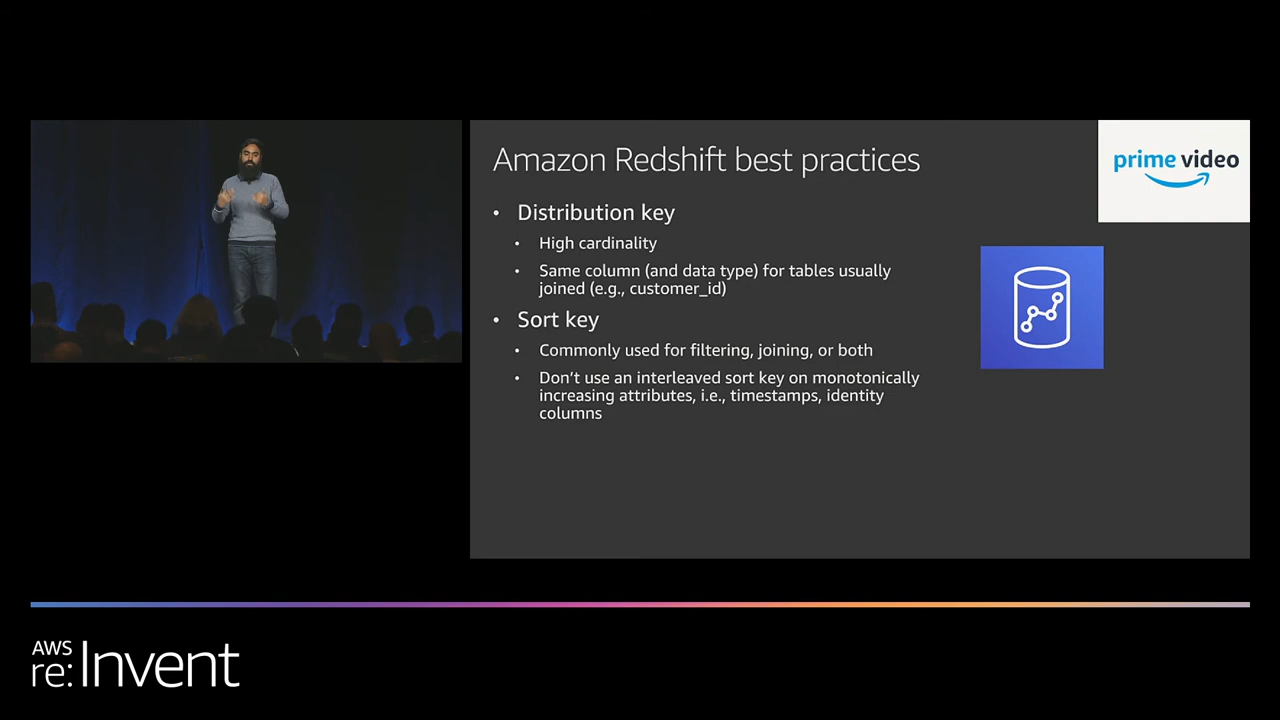 Amazon Redshift best practices
prime video
• Distribution key
• High cardinality
• Same column (and data type) for tables usually
joined (e.g., customer_id)
• Sort key
• Commonly used for filtering, joining, or both
• Don’t use an interleaved sort key on monotonically
increasing attributes, i.e., timestamps, identity
columns
AWS
re:Invent